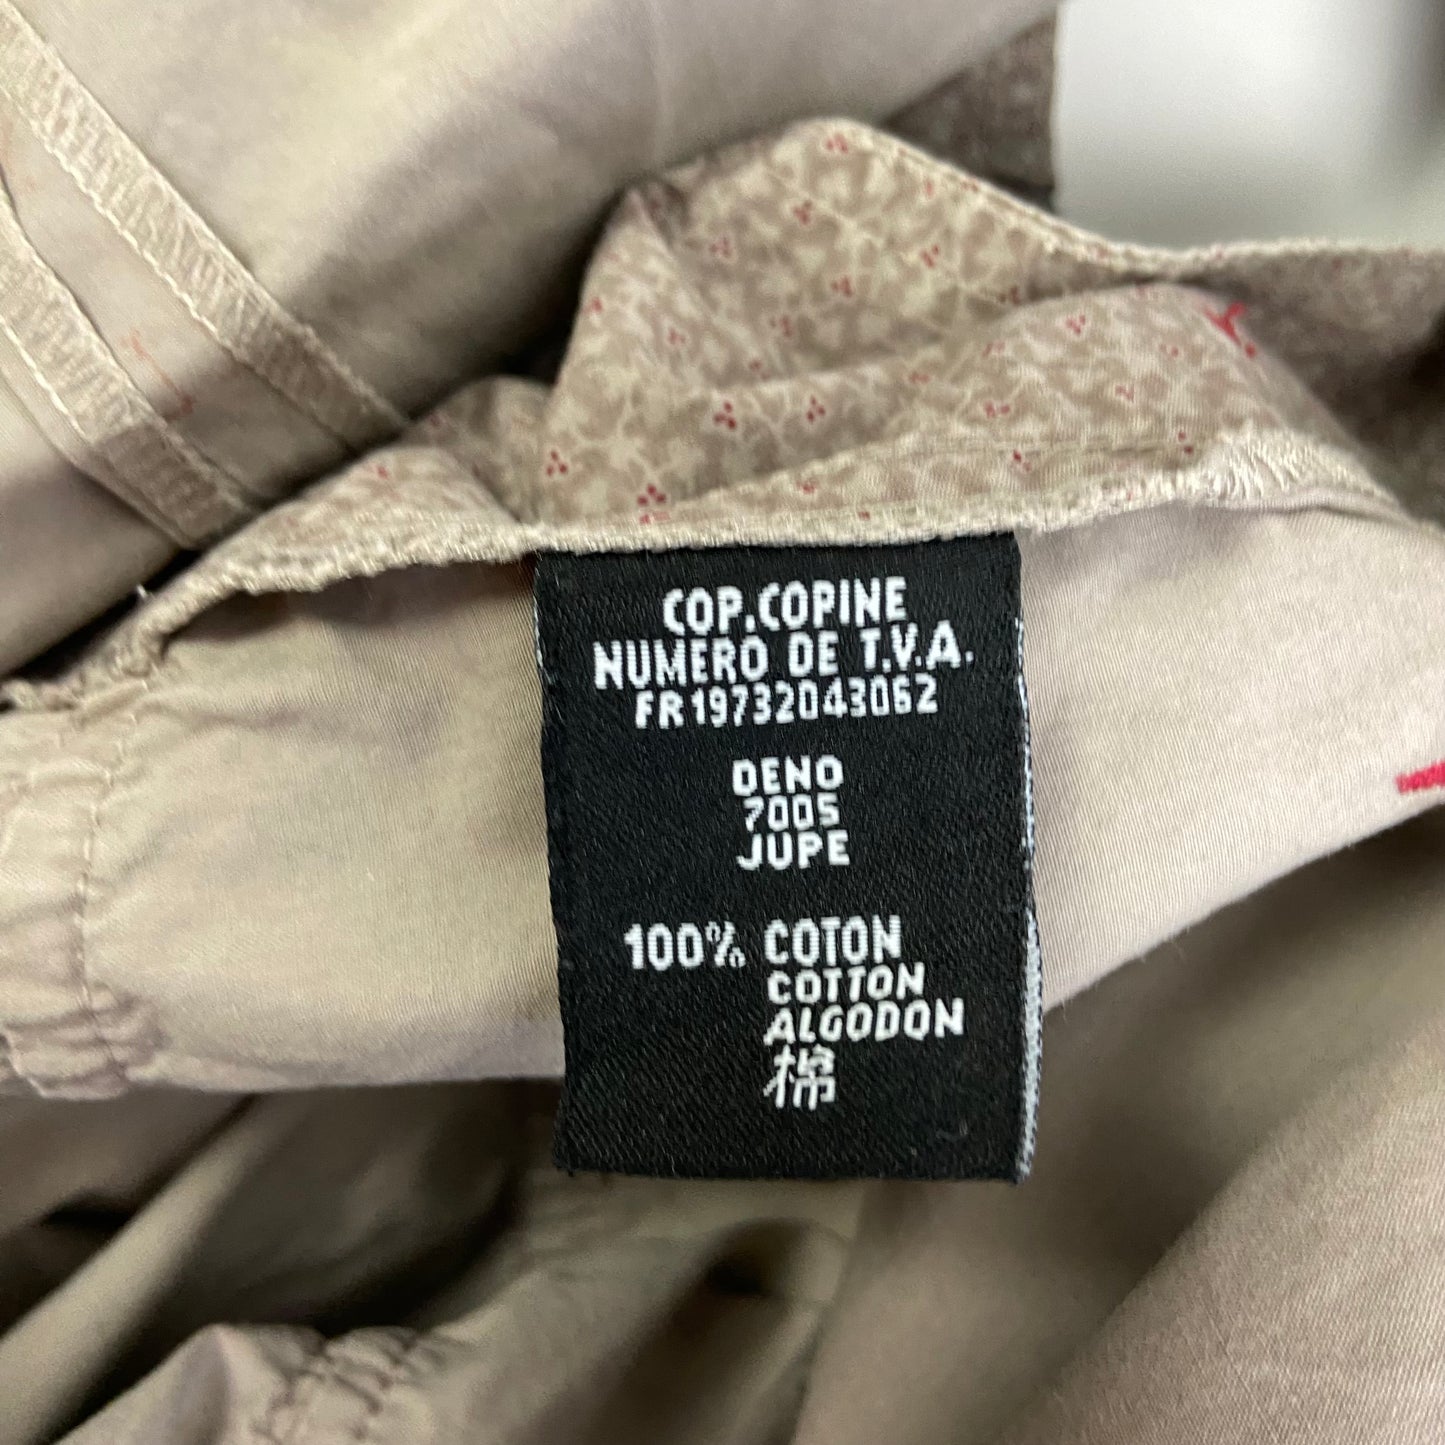 COP.COPINE
NUMERO DE T.V.A.
FR19732043062
DENO
7005
JUPE
100% COTON
COTTON
ALGODON
棉